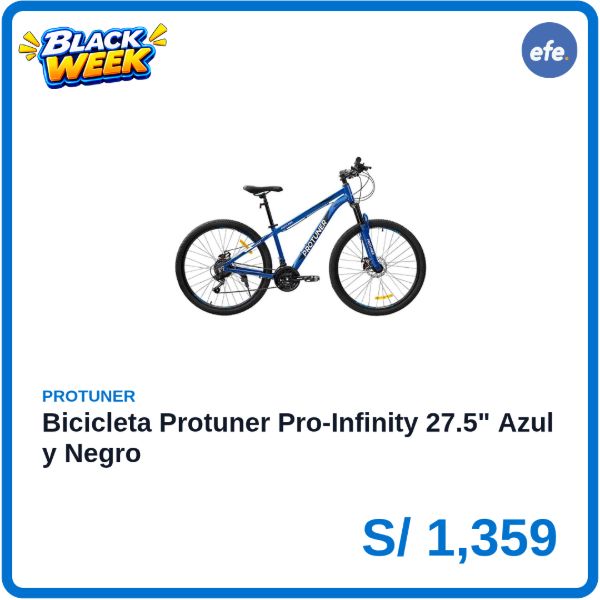 BLACK
WEEK
efe.
PROTUNER
PROTUNER
Bicicleta Protuner Pro-Infinity 27.5" Azul
y Negro
S/ 1,359